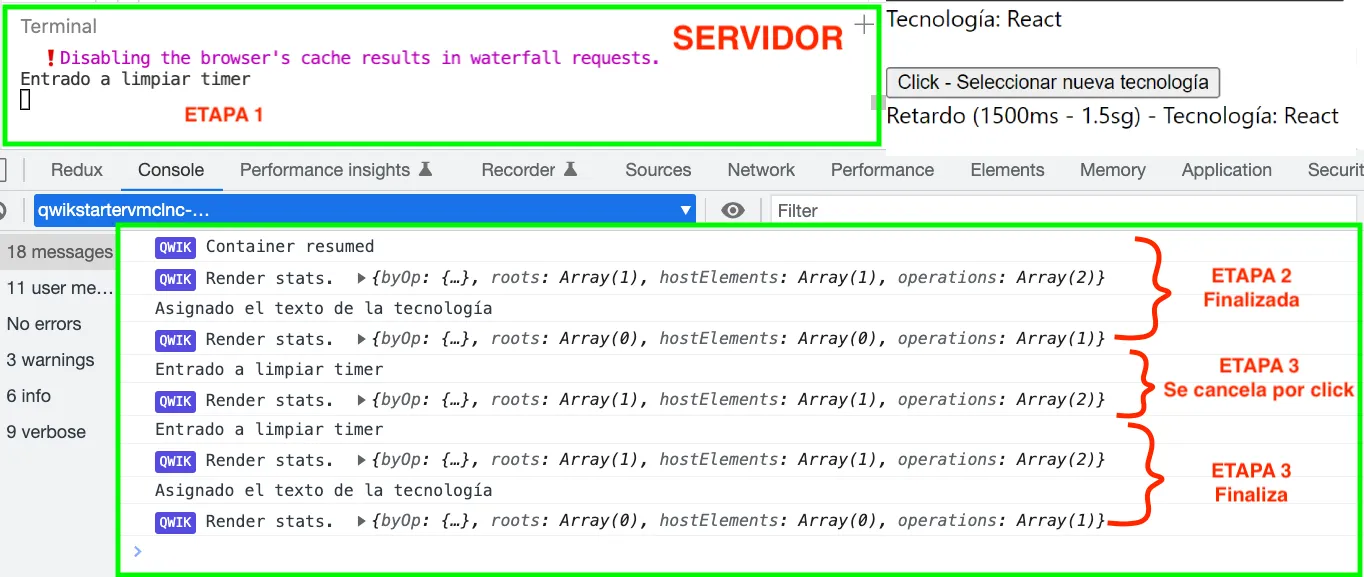 Terminal
SERVIDOR
❗Disabling the browser's cache results in waterfall requests.
Entrado a limpiar timer
ETAPA 1
Tecnología: React
Click - Seleccionar nueva tecnología
Retardo (1500ms - 1.5sg) - Tecnología: React
Redux Console Performance insights Recorder Sources Network Performance Elements Memory Application Securit
qwikstartervmclnc-... ▼ Filter
18 messages
11 user me…
No errors
3 warnings
6 info
9 verbose
QWIK Container resumed
QWIK Render stats. ▶{byOp: {…}, roots: Array(1), hostElements: Array(1), operations: Array(2)}
Asignado el texto de la tecnología
QWIK Render stats. ▶{byOp: {…}, roots: Array(0), hostElements: Array(0), operations: Array(1)}
ETAPA 2
Finalizada
Entrado a limpiar timer
QWIK Render stats. ▶{byOp: {…}, roots: Array(1), hostElements: Array(1), operations: Array(2)}
ETAPA 3
Se cancela por click
Entrado a limpiar timer
QWIK Render stats. ▶{byOp: {…}, roots: Array(1), hostElements: Array(1), operations: Array(2)}
Asignado el texto de la tecnología
QWIK Render stats. ▶{byOp: {…}, roots: Array(0), hostElements: Array(0), operations: Array(1)}
ETAPA 3
Finaliza